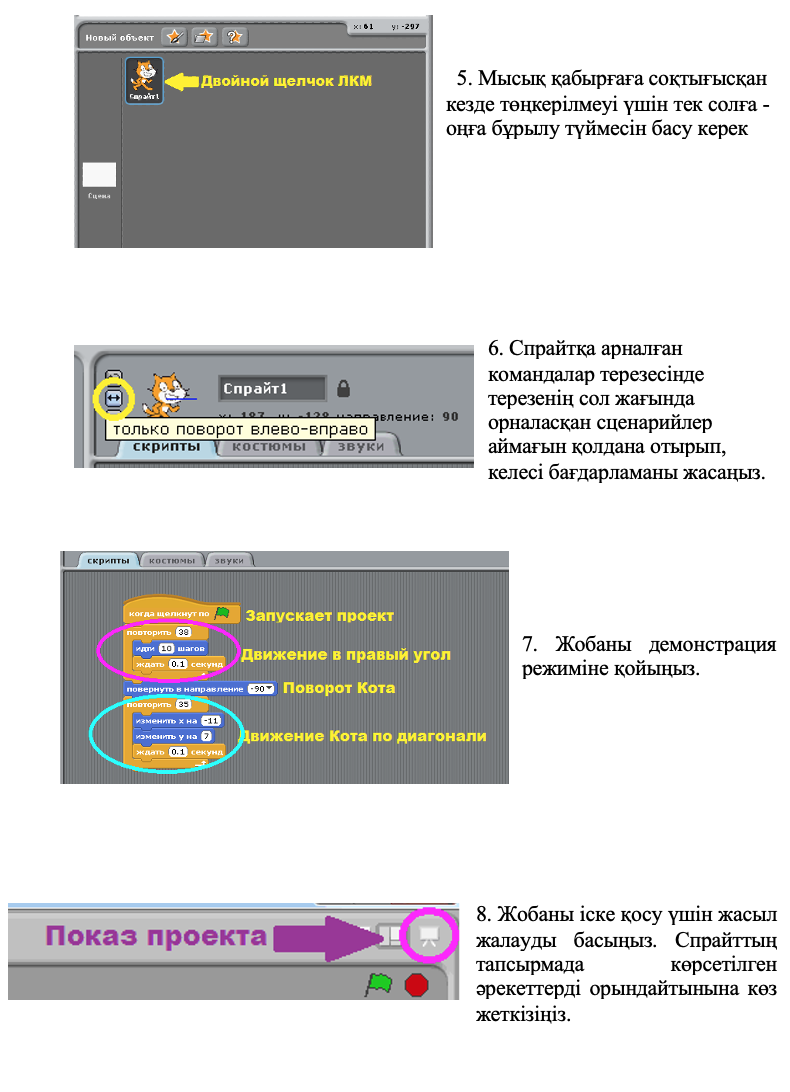 x: 61 y: -297
Новый объект
Двойной щелчок ЛКМ
Спрайт1
Сцена
5. Мысық қабырғаға соқтығысқан
кезде төңкерілмеуі үшін тек солға -
оңға бұрылу түймесін басу керек
Спрайт1
x: 187 y: -128 направление: 90
только поворот влево-вправо
скрипты костюмы звуки
6. Спрайтқа арналған
командалар терезесінде
терезенің сол жағында
орналасқан сценарийлер
аймағын қолдана отырып,
келесі бағдарламаны жасаңыз.
скрипты костюмы звуки
когда щелкнут по Запускает проект
повторить 38
идти 10 шагов
Движение в правый угол
ждать 0.1 секунд
повернуть в направление -90 Поворот Кота
повторить 35
изменить х на -11
изменить у на 7 Движение Кота по диагонали
ждать 0.1 секунд
7. Жобаны демонстрация
режиміне қойыңыз.
Показ проекта
8. Жобаны іске қосу үшін жасыл
жалауды басыңыз. Спрайттың
тапсырмада көрсетілген
әрекеттерді орындайтынына көз
жеткізіңіз.